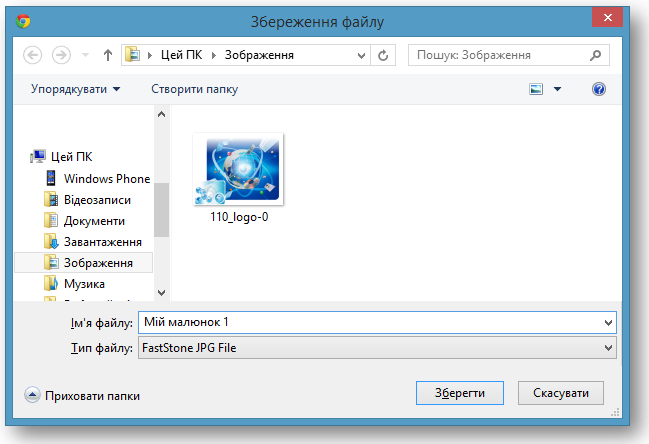 Збереження файлу
Цей ПК Зображення
Пошук: Зображення
Упорядкувати Створити папку
Цей ПК
Windows Phone
Відеозаписи
Документи
Завантаження
Зображення
Музика
110_logo-0
Ім'я файлу: Мій малюнок 1
Тип файлу: FastStone JPG File
Приховати папки
Зберегти
Скасувати